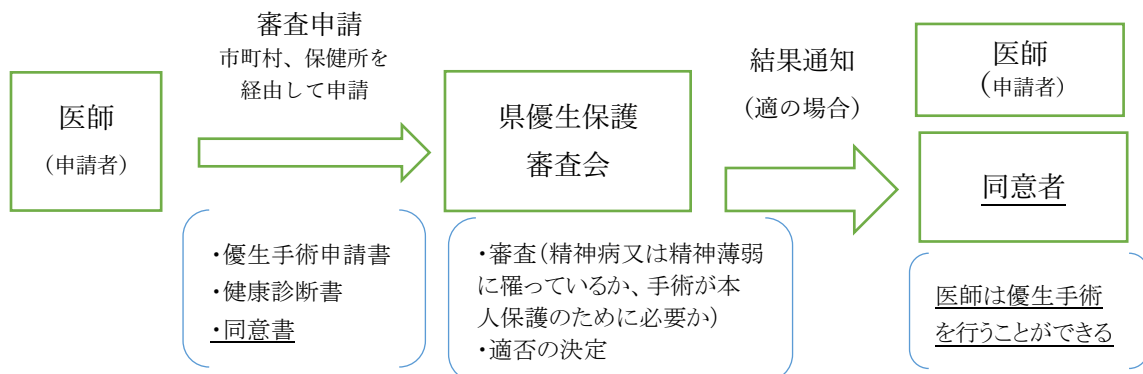 医師
(申請者)
審査申請
市町村、保健所を
経由して申請
・優生手術申請書
・健康診断書
・同意書
県優生保護
審査会
・審査(精神病又は精神薄弱
に罹っているか、手術が本
人保護のために必要か)
・適否の決定
結果通知
(適の場合)
医師
(申請者)
同意者
医師は優生手術
を行うことができる